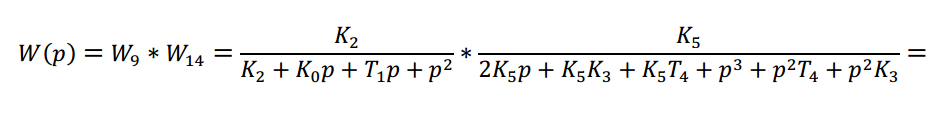 W(p) = W₉ * W₁₄ = K₂ / (K₂ + K₀p + T₁p + p²) * K₅ / (2K₅p + K₅K₃ + K₅T₄ + p³ + p²T₄ + p²K₃) =